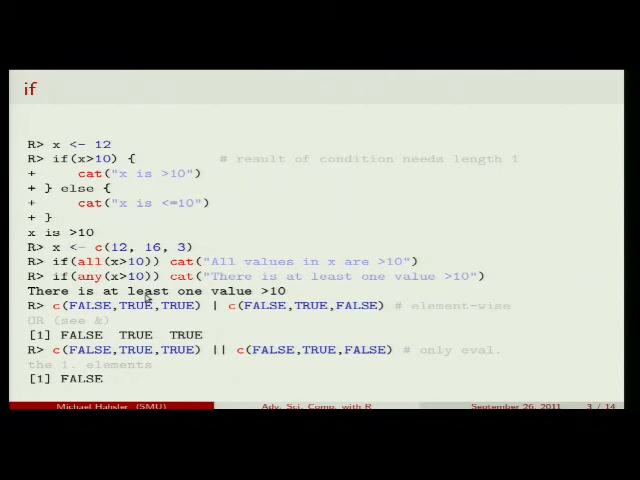 if
R> x <- 12
R> if(x>10) { # result of condition needs length 1
+ cat("x is >10")
+ } else {
+ cat("x is <=10")
+ }
x is >10
R> x <- c(12, 16, 3)
R> if(all(x>10)) cat("All values in x are >10")
R> if(any(x>10)) cat("There is at least one value >10")
There is at least one value >10
R> c(FALSE,TRUE,TRUE) | c(FALSE,TRUE,FALSE) # element-wise
OR (see &)
[1] FALSE TRUE TRUE
R> c(FALSE,TRUE,TRUE) || c(FALSE,TRUE,FALSE) # only eval.
the 1. elements
[1] FALSE
Michael Hahsler (SMU) Adv. Sci. Comp. with R September 26, 2011 3 / 14